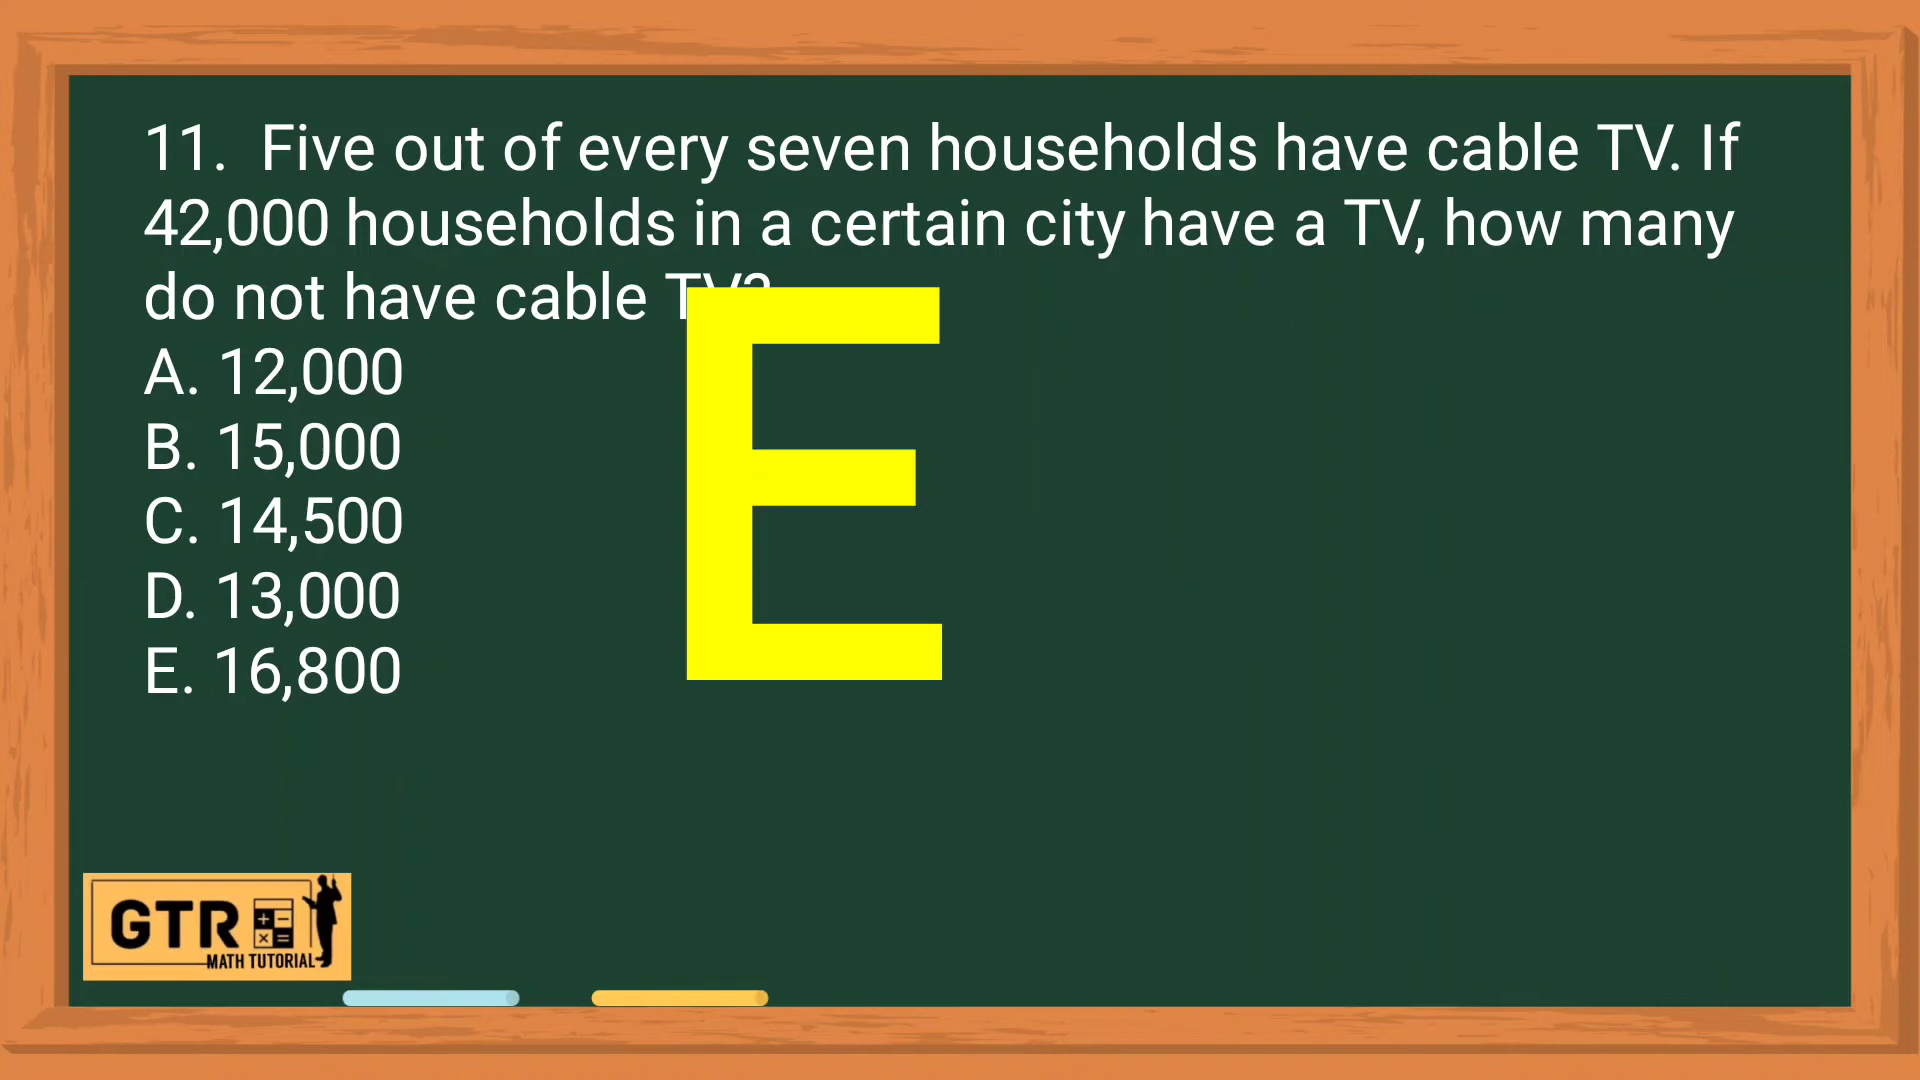 11. Five out of every seven households have cable TV. If
42,000 households in a certain city have a TV, how many
do not have cable TV?
A. 12,000
B. 15,000
C. 14,500
D. 13,000
E. 16,800
E
GTR
MATH TUTORIAL